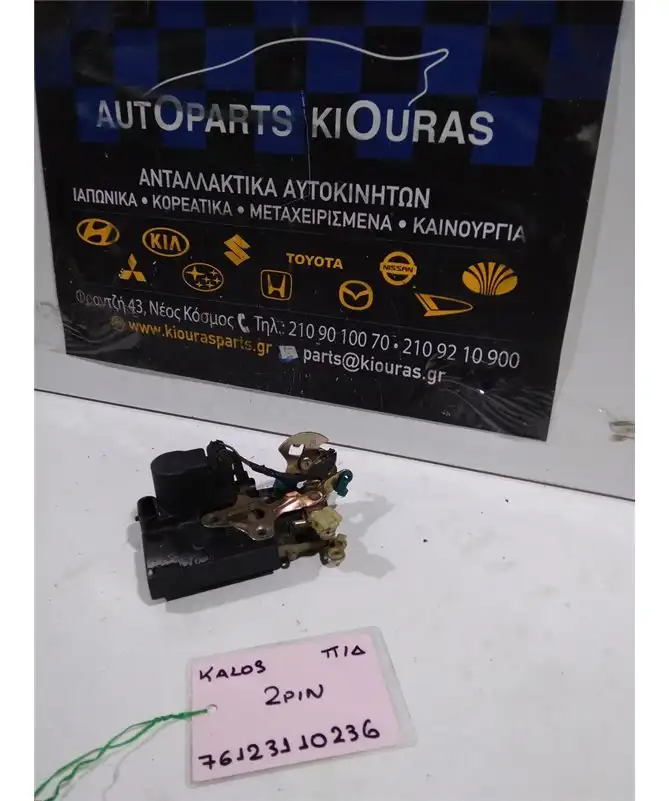 AUTOPARTS KIOURAS
ΑΝΤΑΛΛΑΚΤΙΚΑ ΑΥΤΟΚΙΝΗΤΩΝ
ΙΑΠΩΝΙΚΑ • ΚΟΡΕΑΤΙΚΑ • ΜΕΤΑΧΕΙΡΙΣΜΕΝΑ • ΚΑΙΝΟΥΡΓΙΑ
KIA
TOYOTA
NISSAN
Φραντζή 43, Νέος Κόσμος Τηλ.: 210 90 100 70 • 210 92 10 900
www.kiourasparts.gr parts@kiouras.gr
KALOS Π/Δ
2PIN
76123110236